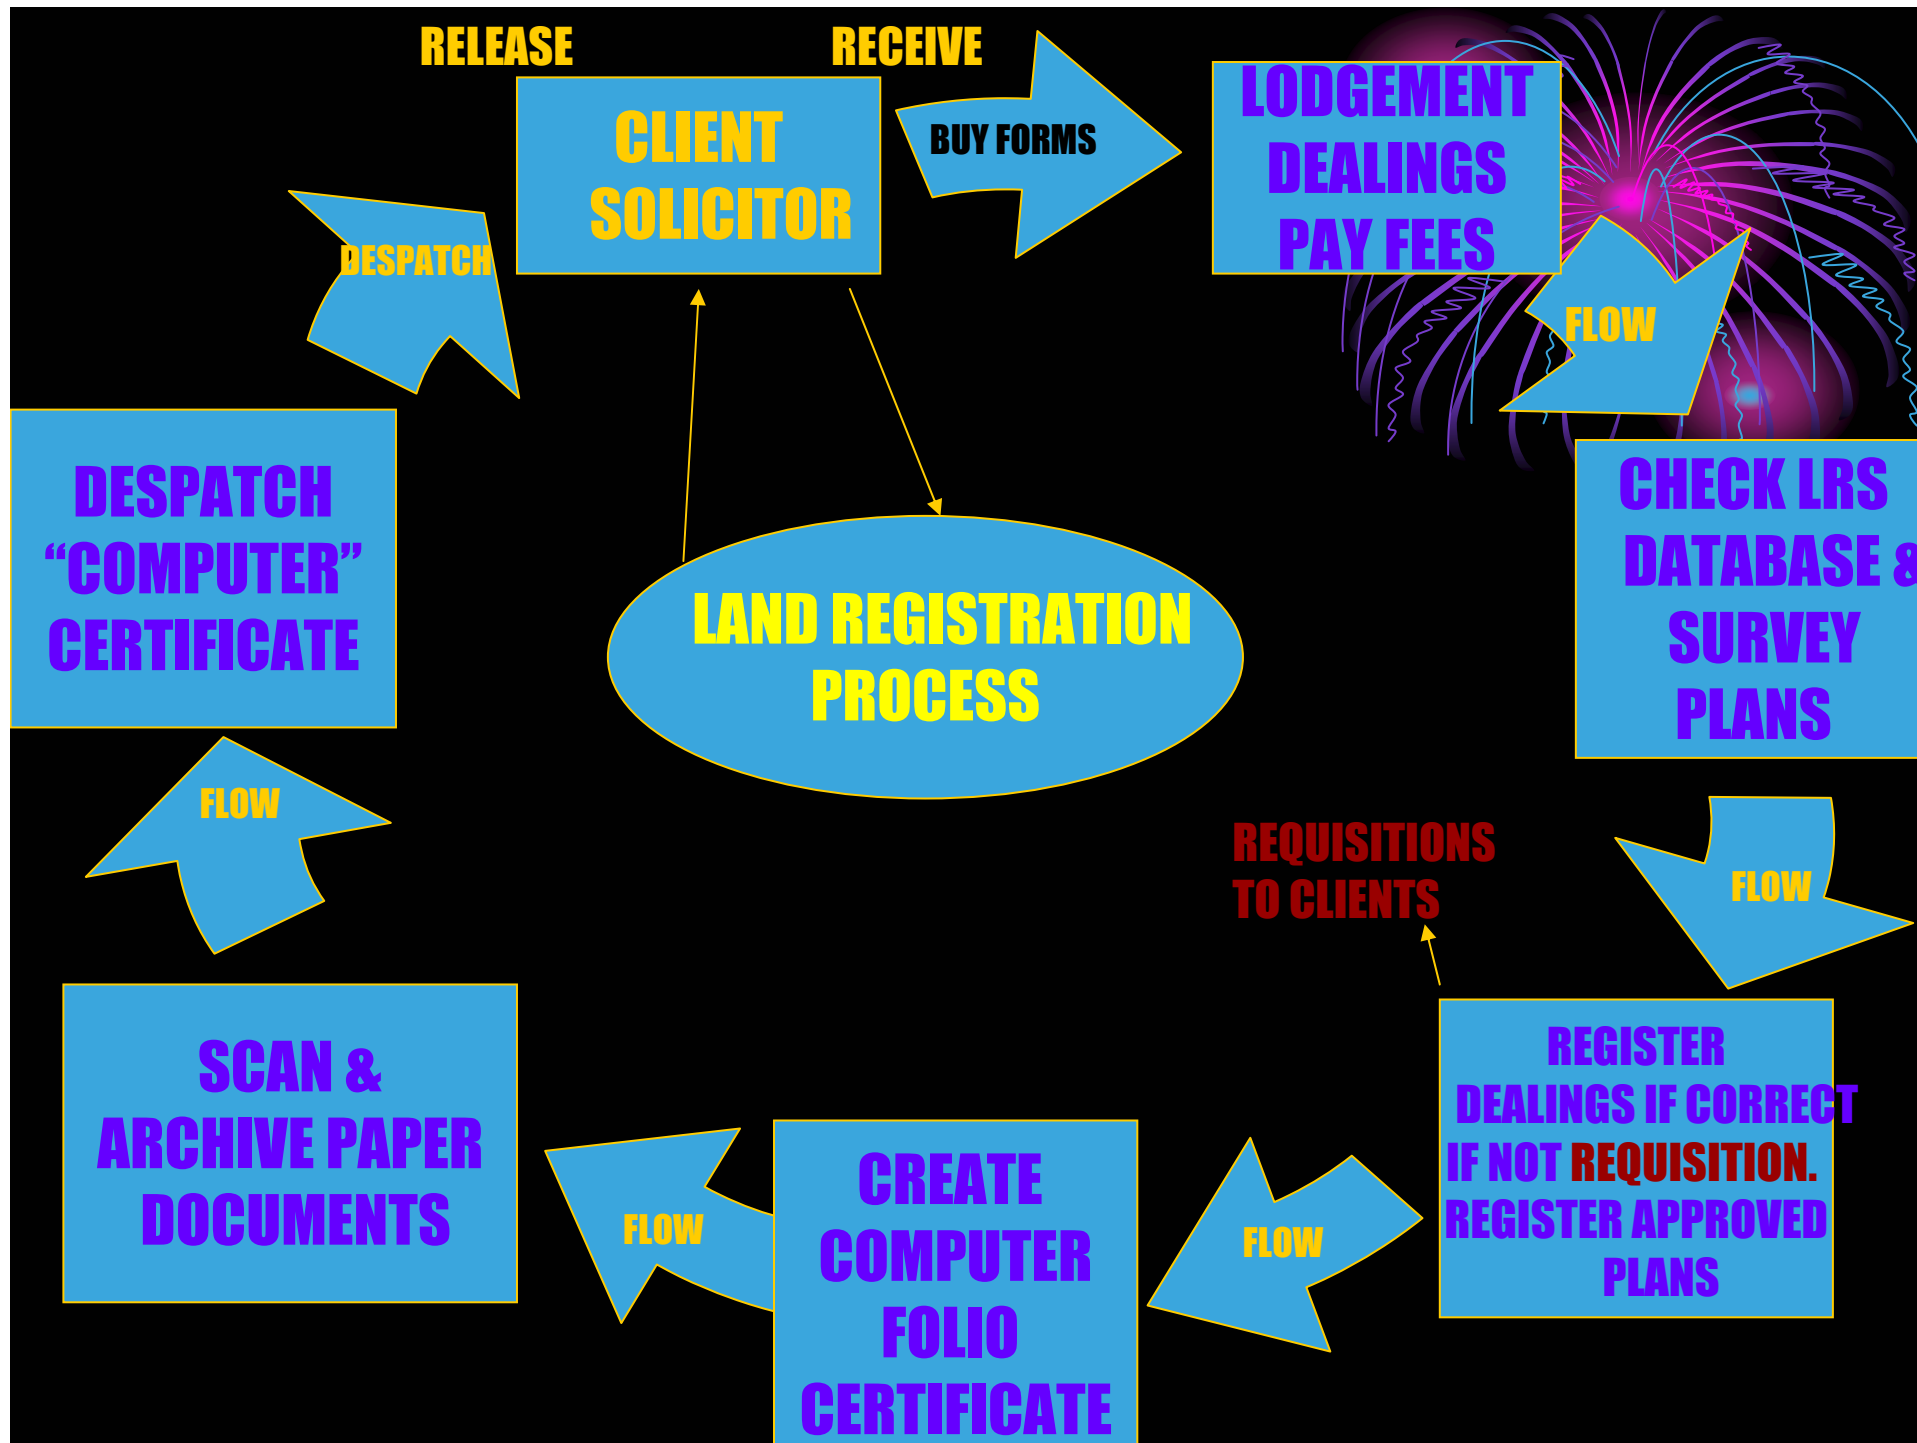 RELEASE
RECEIVE
CLIENT
SOLICITOR
BUY FORMS
LODGEMENT
DEALINGS
PAY FEES
FLOW
CHECK LRS
DATABASE &
SURVEY
PLANS
FLOW
REGISTER
DEALINGS IF CORRECT
IF NOT REQUISITION.
REGISTER APPROVED
PLANS
REQUISITIONS
TO CLIENTS
FLOW
CREATE
COMPUTER
FOLIO
CERTIFICATE
FLOW
SCAN &
ARCHIVE PAPER
DOCUMENTS
FLOW
DESPATCH
“COMPUTER”
CERTIFICATE
DESPATCH
LAND REGISTRATION
PROCESS